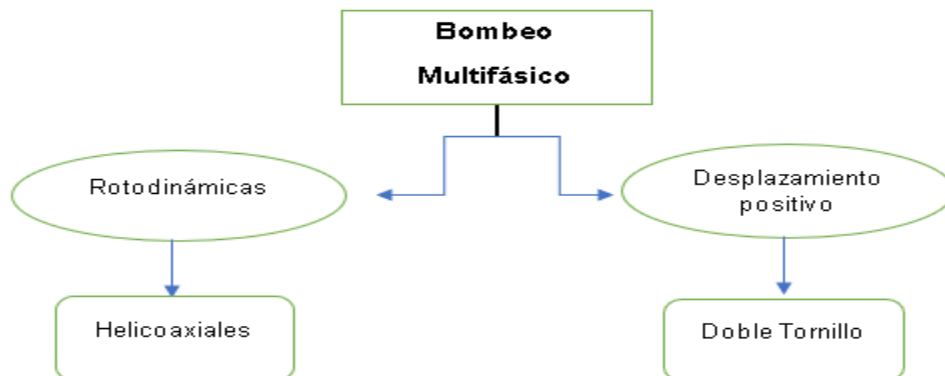 Bombeo
Multifásico
Rotodinámicas
Desplazamiento
positivo
Helicoaxiales
Doble Tornillo